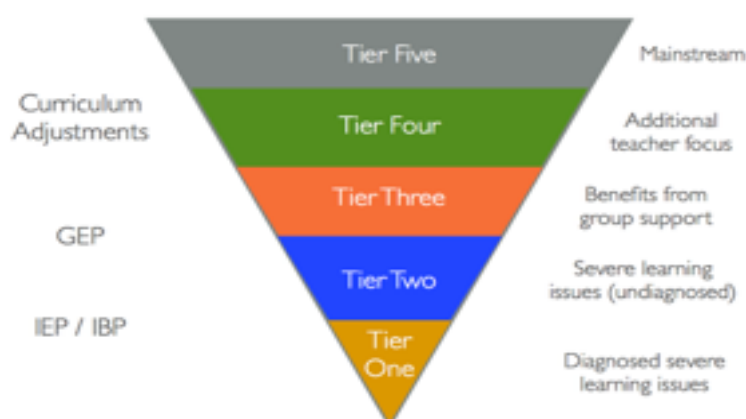 Tier Five
Mainstream
Curriculum
Adjustments
Tier Four
Additional
teacher focus
Tier Three
Benefits from
group support
GEP
Tier Two
Severe learning
issues (undiagnosed)
IEP / IBP
Tier
One
Diagnosed severe
learning issues